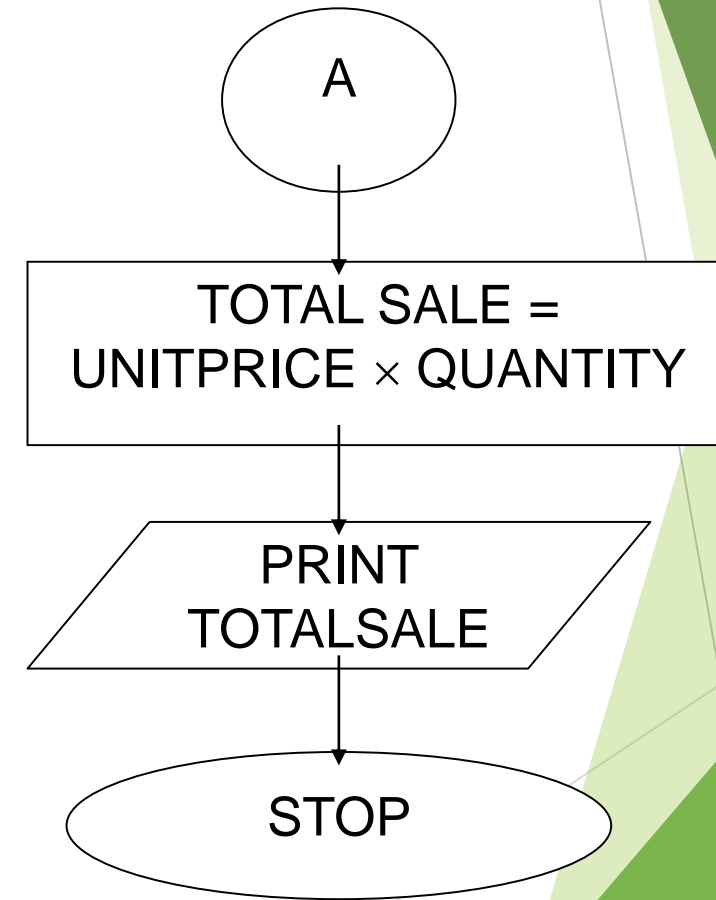 A
TOTAL SALE =
UNITPRICE × QUANTITY
PRINT
TOTALSALE
STOP